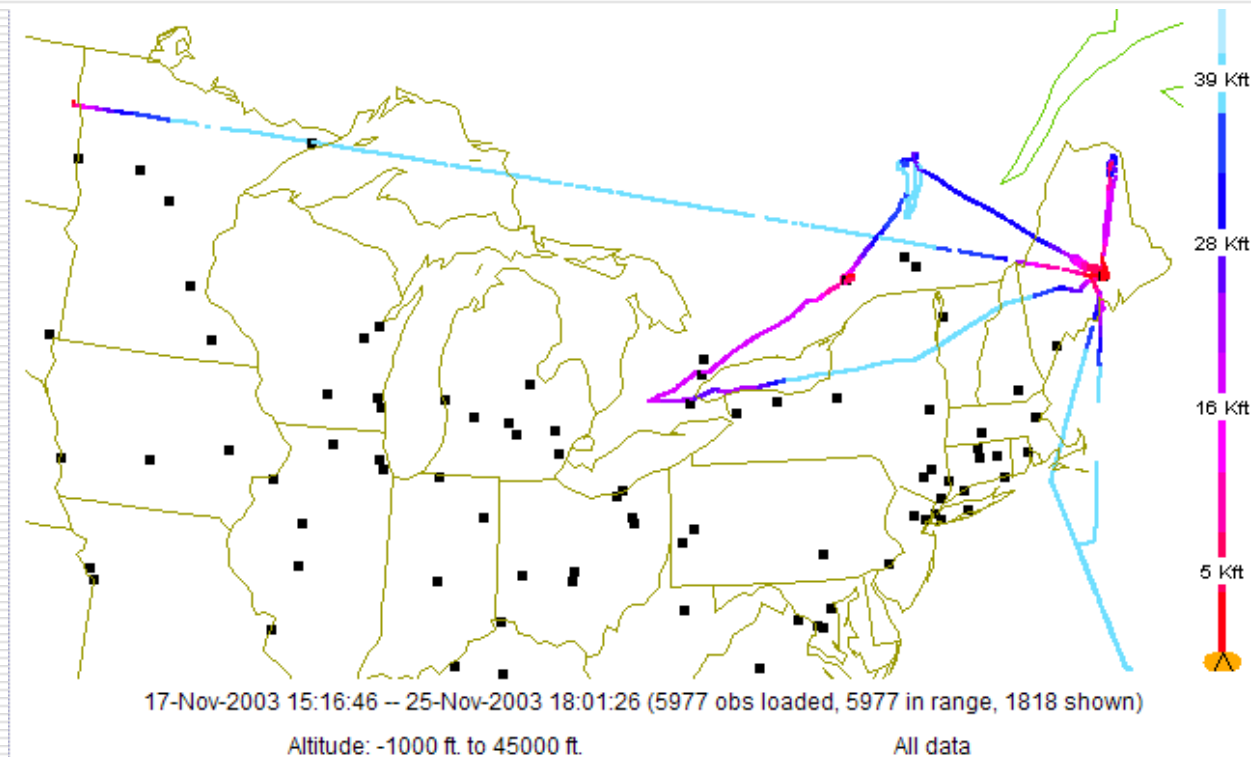 39 Kft
28 Kft
16 Kft
5 Kft
17-Nov-2003 15:16:46 -- 25-Nov-2003 18:01:26 (5977 obs loaded, 5977 in range, 1818 shown)
Altitude: -1000 ft. to 45000 ft.
All data